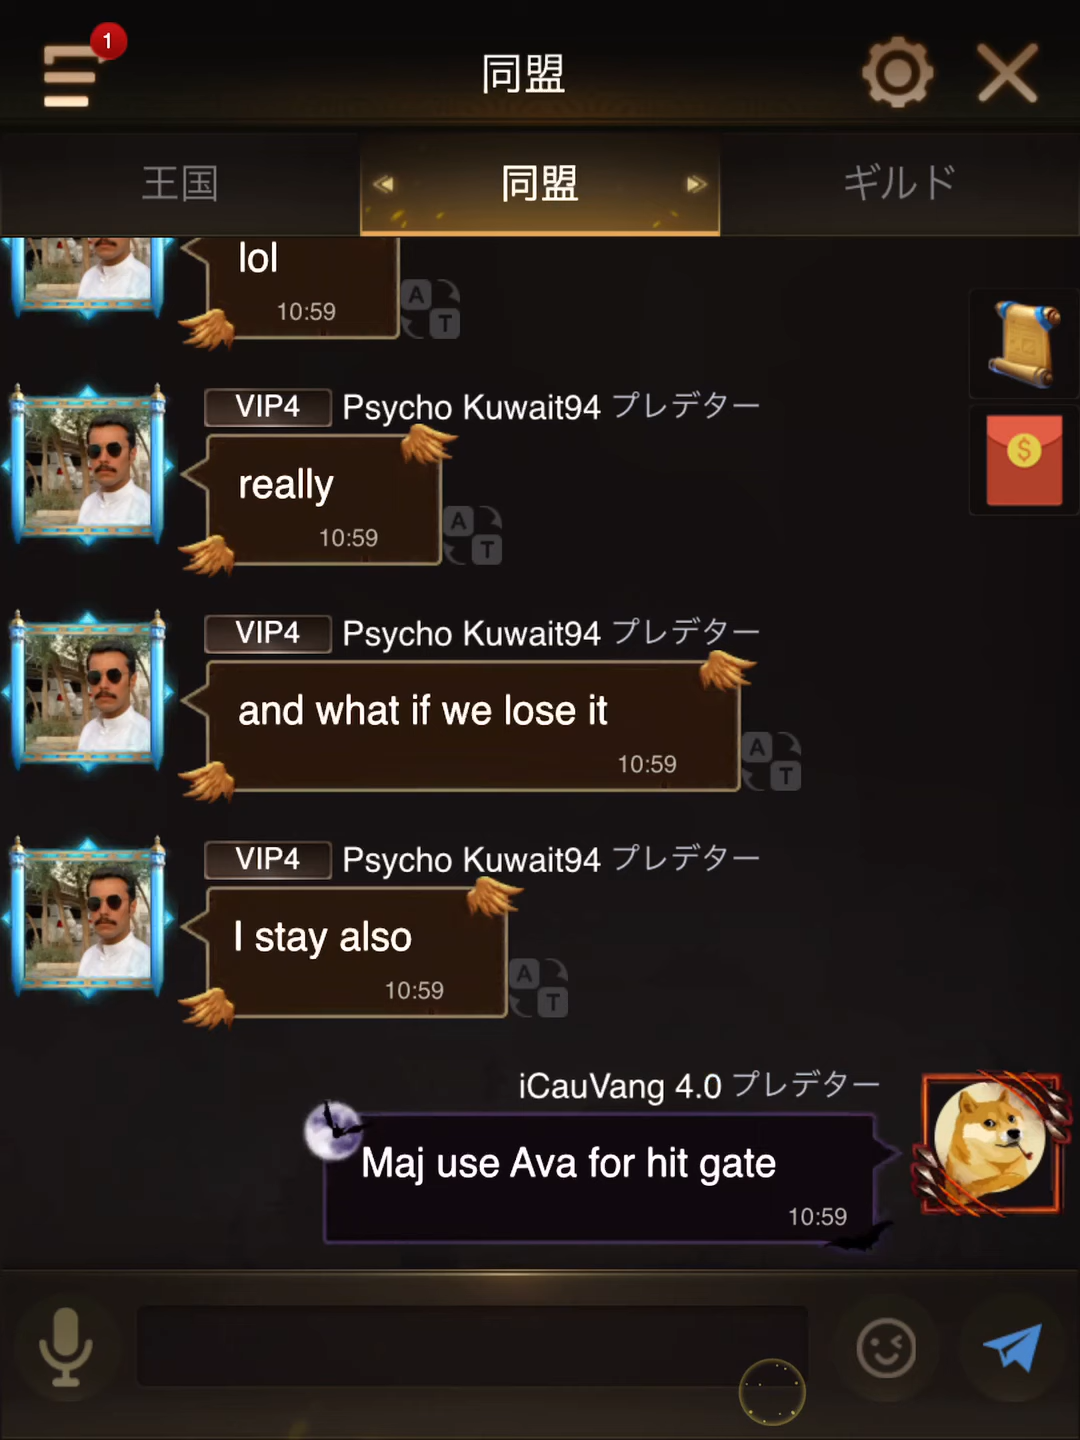 1
同盟
王国
同盟
ギルド
lol
10:59
VIP4 Psycho Kuwait94 プレデター
really
10:59
VIP4 Psycho Kuwait94 プレデター
and what if we lose it
10:59
VIP4 Psycho Kuwait94 プレデター
I stay also
10:59
iCauVang 4.0 プレデター
Maj use Ava for hit gate
10:59